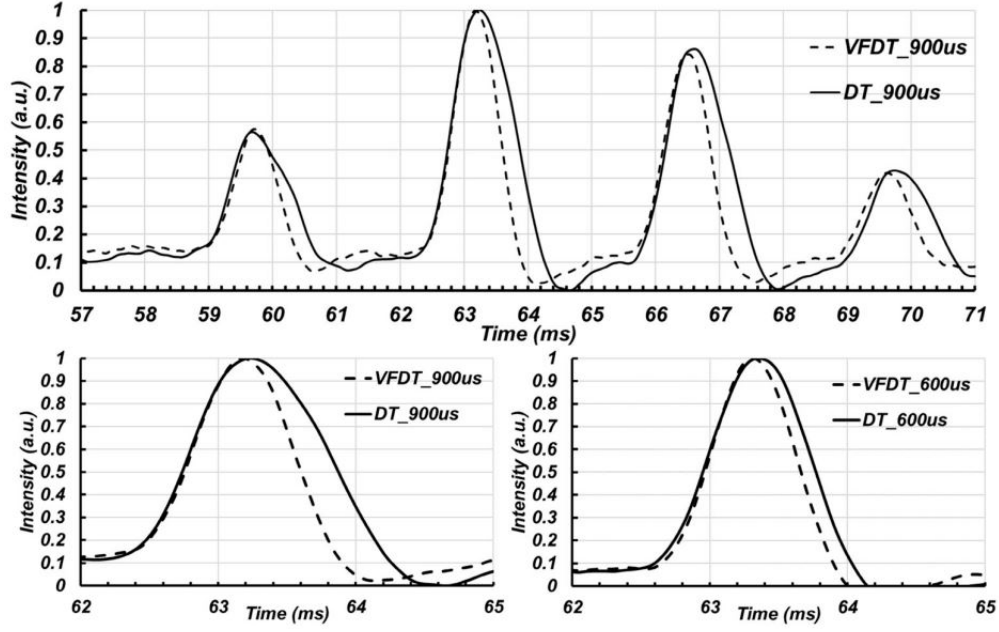 1
0.9
0.8
0.7
0.6
0.5
0.4
0.3
0.2
0.1
0
Intensity (a.u.)
VFDT_900us
DT_900us
57 58 59 60 61 62 63 64 65 66 67 68 69 70 71
Time (ms)
1
0.9
0.8
0.7
0.6
0.5
0.4
0.3
0.2
0.1
0
Intensity (a.u.)
VFDT_900us
DT_900us
62 63 64 65
Time (ms)
1
0.9
0.8
0.7
0.6
0.5
0.4
0.3
0.2
0.1
0
Intensity (a.u.)
VFDT_600us
DT_600us
62 63 64 65
Time (ms)